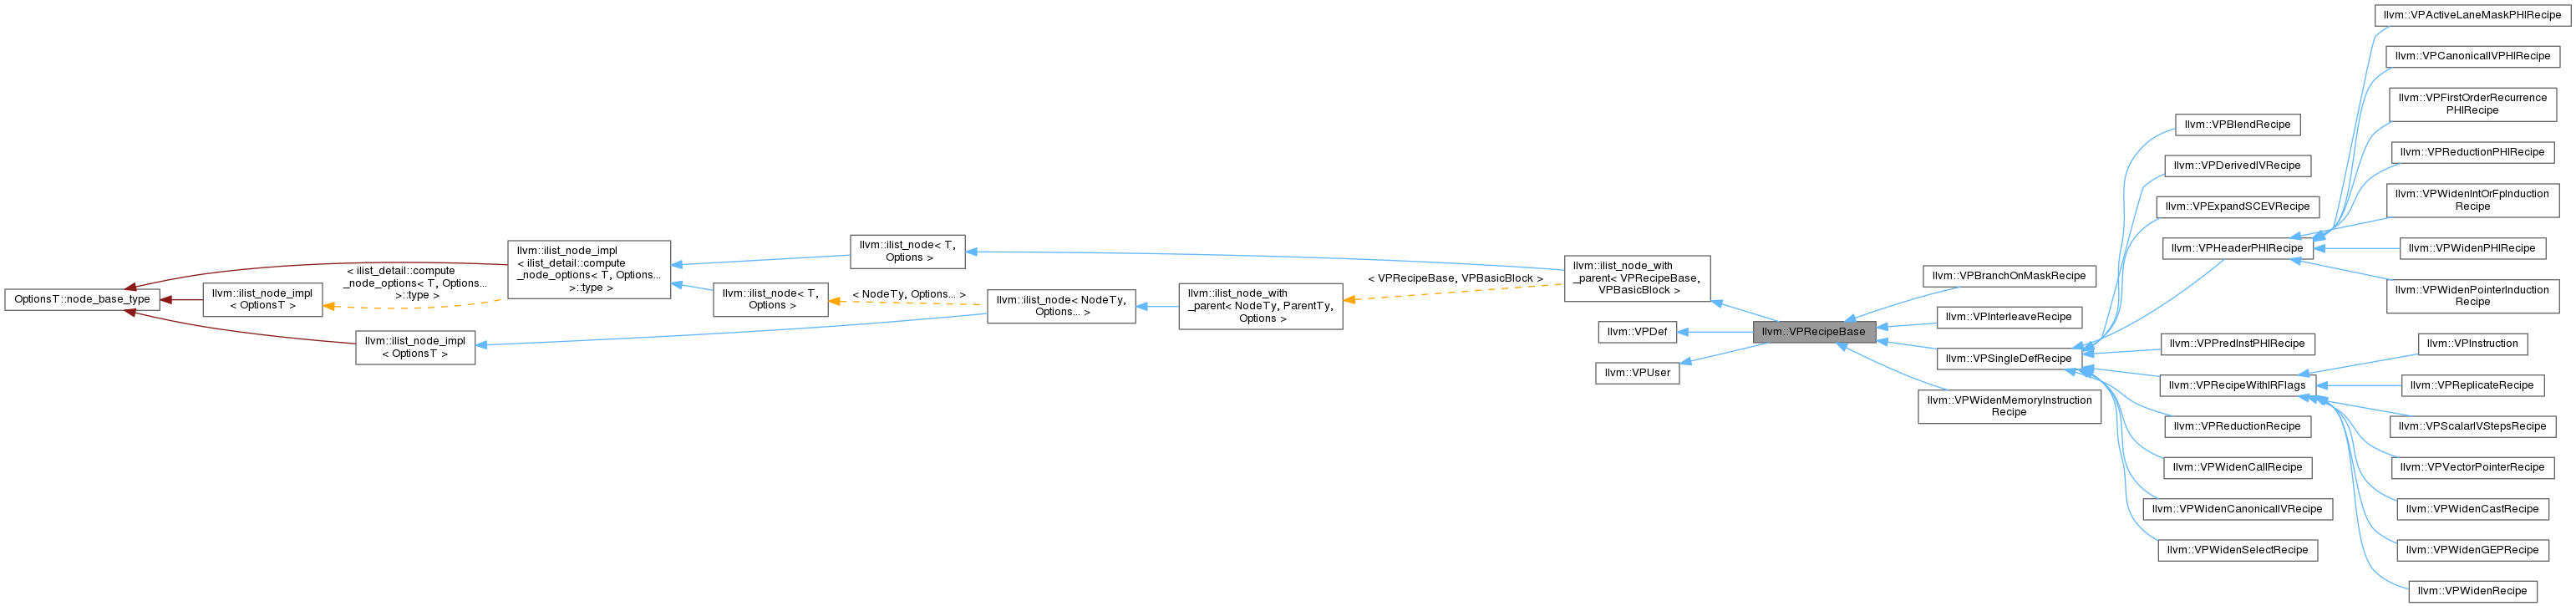 OptionsT::node_base_type
llvm::ilist_node_impl
< OptionsT >
< ilist_detail::compute
_node_options< T, Options...
>::type >
llvm::ilist_node_impl
< OptionsT >
llvm::ilist_node_impl
< ilist_detail::compute
_node_options< T, Options...
>::type >
llvm::ilist_node< T,
Options >
llvm::ilist_node< T,
Options >
< NodeTy, Options... >
llvm::ilist_node< NodeTy,
Options... >
llvm::ilist_node_with
_parent< NodeTy, ParentTy,
Options >
< VPRecipeBase, VPBasicBlock >
llvm::ilist_node_with
_parent< VPRecipeBase,
VPBasicBlock >
llvm::VPDef
llvm::VPUser
llvm::VPRecipeBase
llvm::VPBranchOnMaskRecipe
llvm::VPInterleaveRecipe
llvm::VPSingleDefRecipe
llvm::VPWidenMemoryInstruction
Recipe
llvm::VPBlendRecipe
llvm::VPDerivedIVRecipe
llvm::VPExpandSCEVRecipe
llvm::VPHeaderPHIRecipe
llvm::VPPredInstPHIRecipe
llvm::VPRecipeWithIRFlags
llvm::VPReductionRecipe
llvm::VPWidenCallRecipe
llvm::VPWidenCanonicalIVRecipe
llvm::VPWidenSelectRecipe
llvm::VPActiveLaneMaskPHIRecipe
llvm::VPCanonicalIVPHIRecipe
llvm::VPFirstOrderRecurrence
PHIRecipe
llvm::VPReductionPHIRecipe
llvm::VPWidenIntOrFpInduction
Recipe
llvm::VPWidenPHIRecipe
llvm::VPWidenPointerInduction
Recipe
llvm::VPInstruction
llvm::VPReplicateRecipe
llvm::VPScalarIVStepsRecipe
llvm::VPVectorPointerRecipe
llvm::VPWidenCastRecipe
llvm::VPWidenGEPRecipe
llvm::VPWidenRecipe